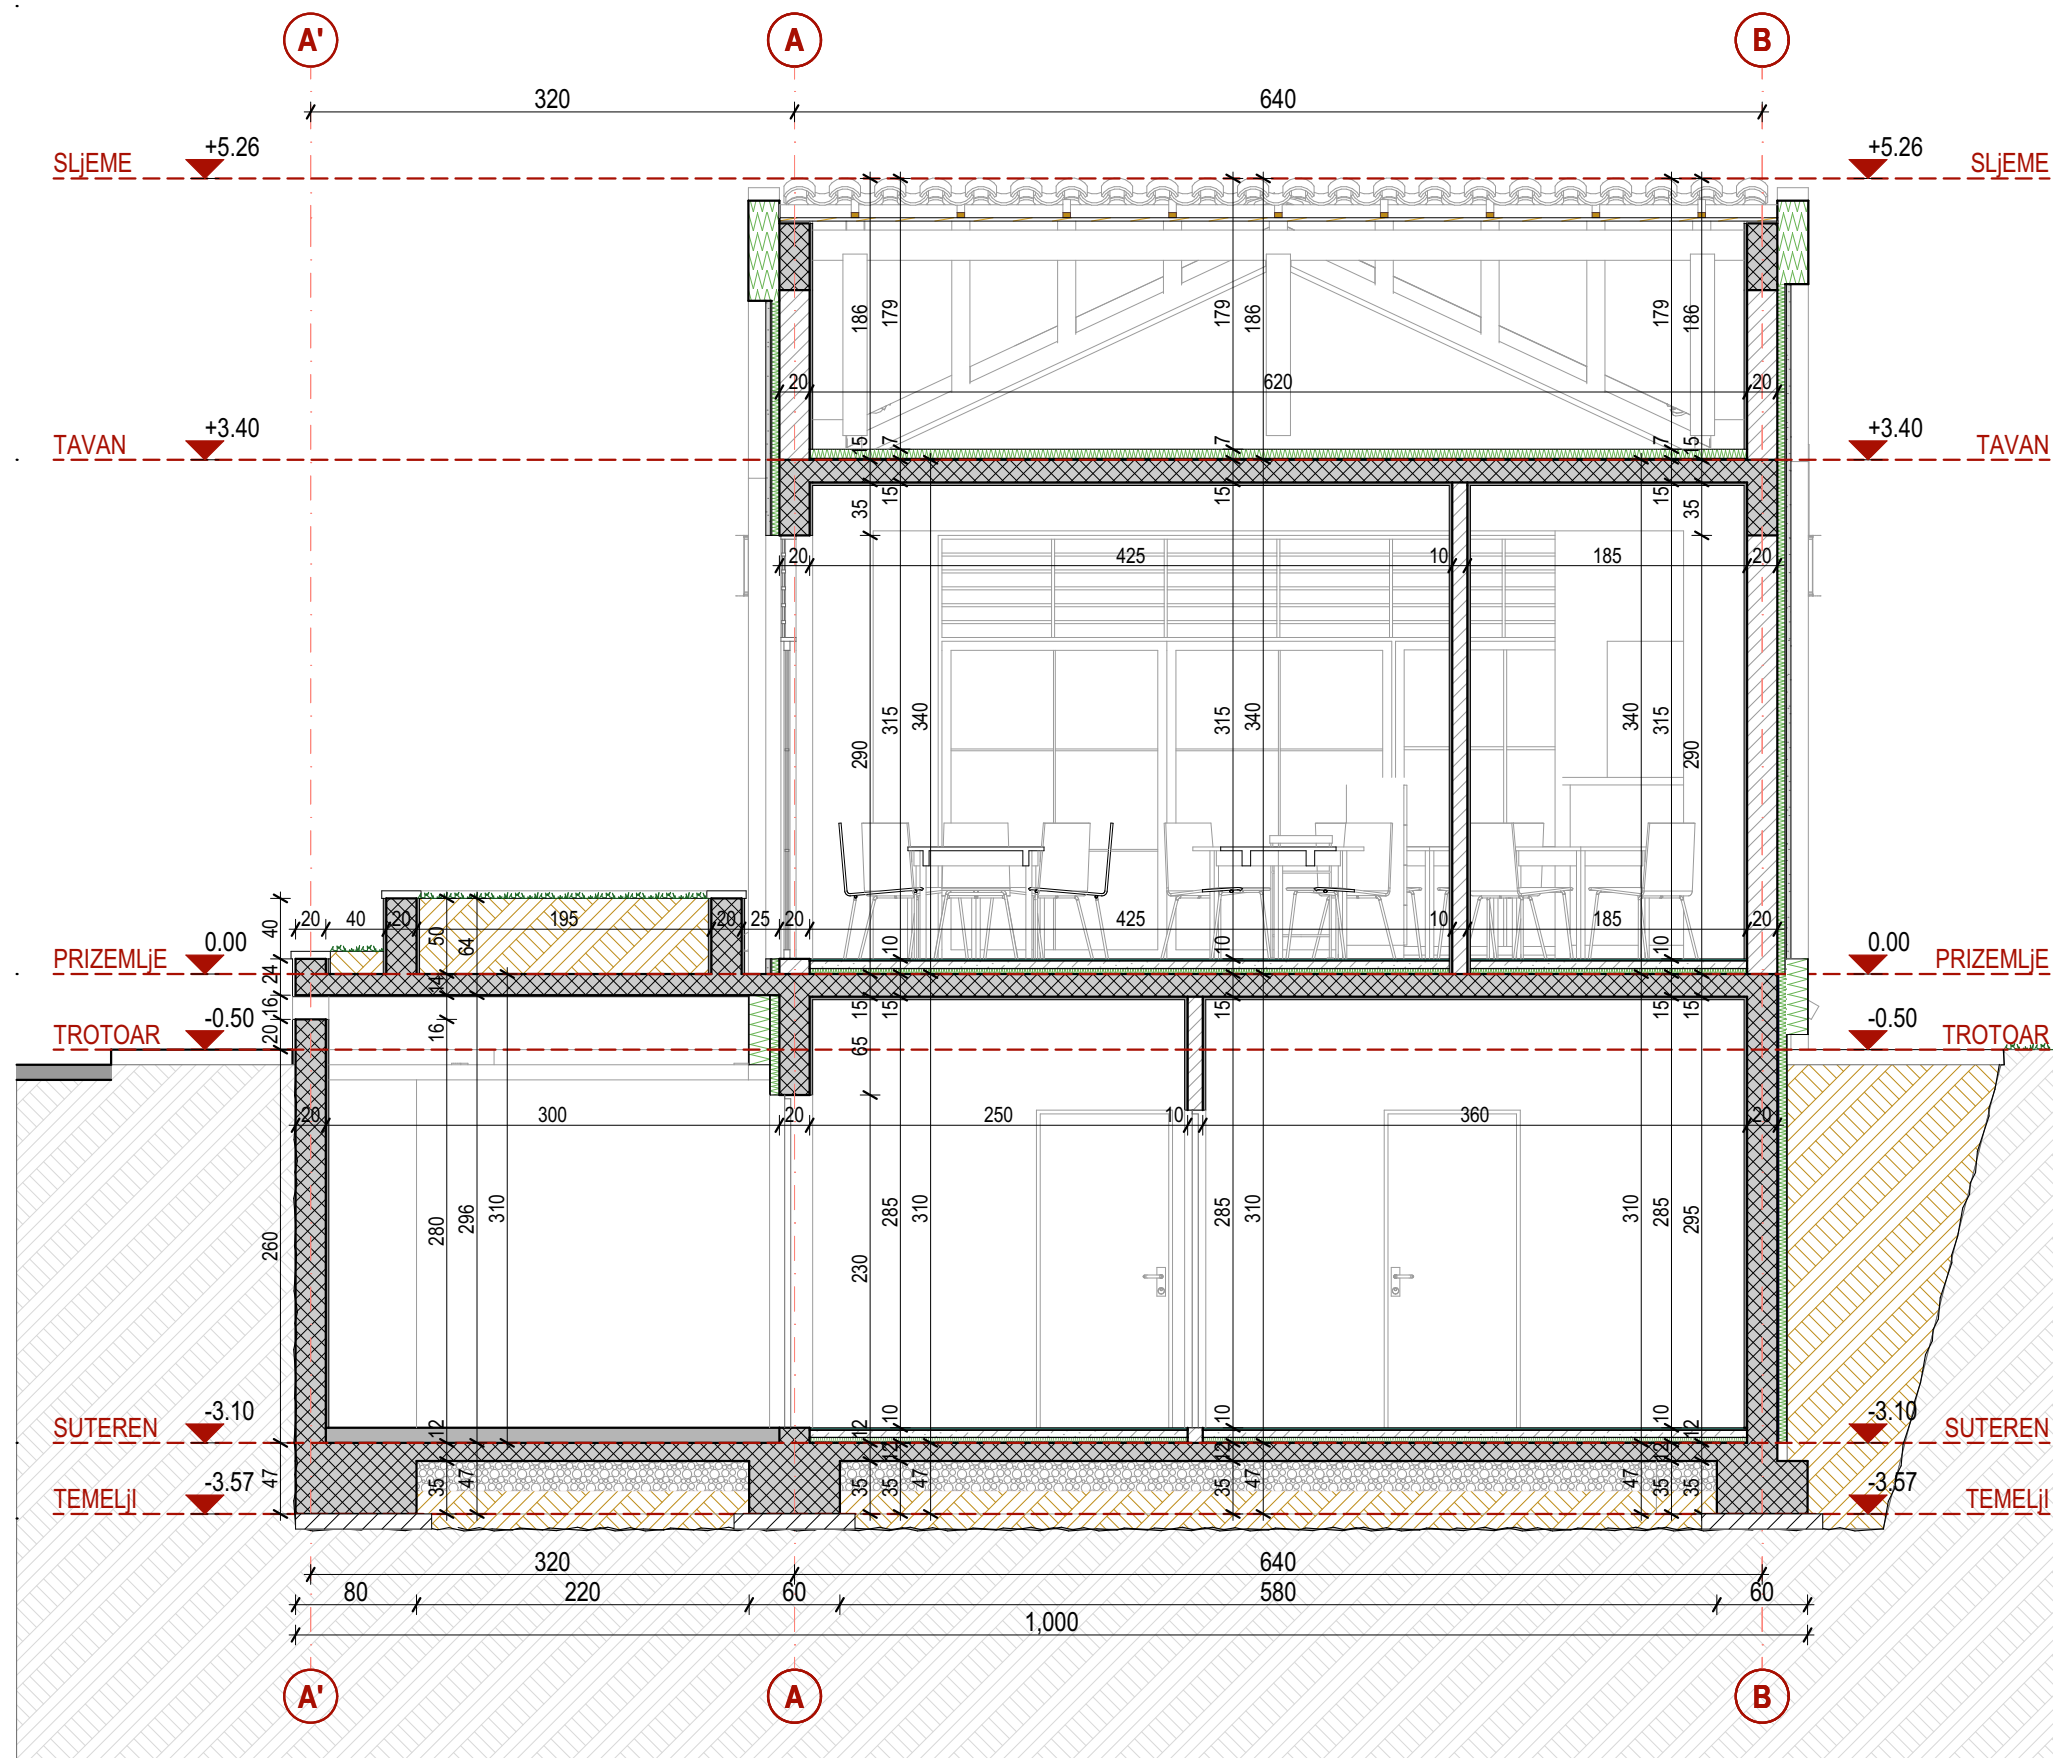 A' A B
320 640
+5.26 +5.26
SLjEME SLjEME
186 179 179 186 179 186
20 620 20
+3.40 +3.40
TAVAN TAVAN
15 7 7 7 15
35 15 15 15 35
20 425 10 185 20
290 315 340 315 340 340 315 290
40 20 40 20 195 20 25 20 425 10 185 20
50 64
0.00 10 10 10 0.00
PRIZEMLjE PRIZEMLjE
24 14
16 16 15 15 15 15 15
-0.50 -0.50
TROTOAR TROTOAR
20 65
20 300 20 250 10 360 20
260 280 296 310 230 285 310 285 310 310 285 295
-3.10 -3.10
SUTEREN SUTEREN
12 12 10 10 10 12
12 12 12
47 35 47 35 35 47 35 47 47 35 35
-3.57 -3.57
TEMELjI TEMELjI
320 640
80 220 60 580 60
1,000
A' A B